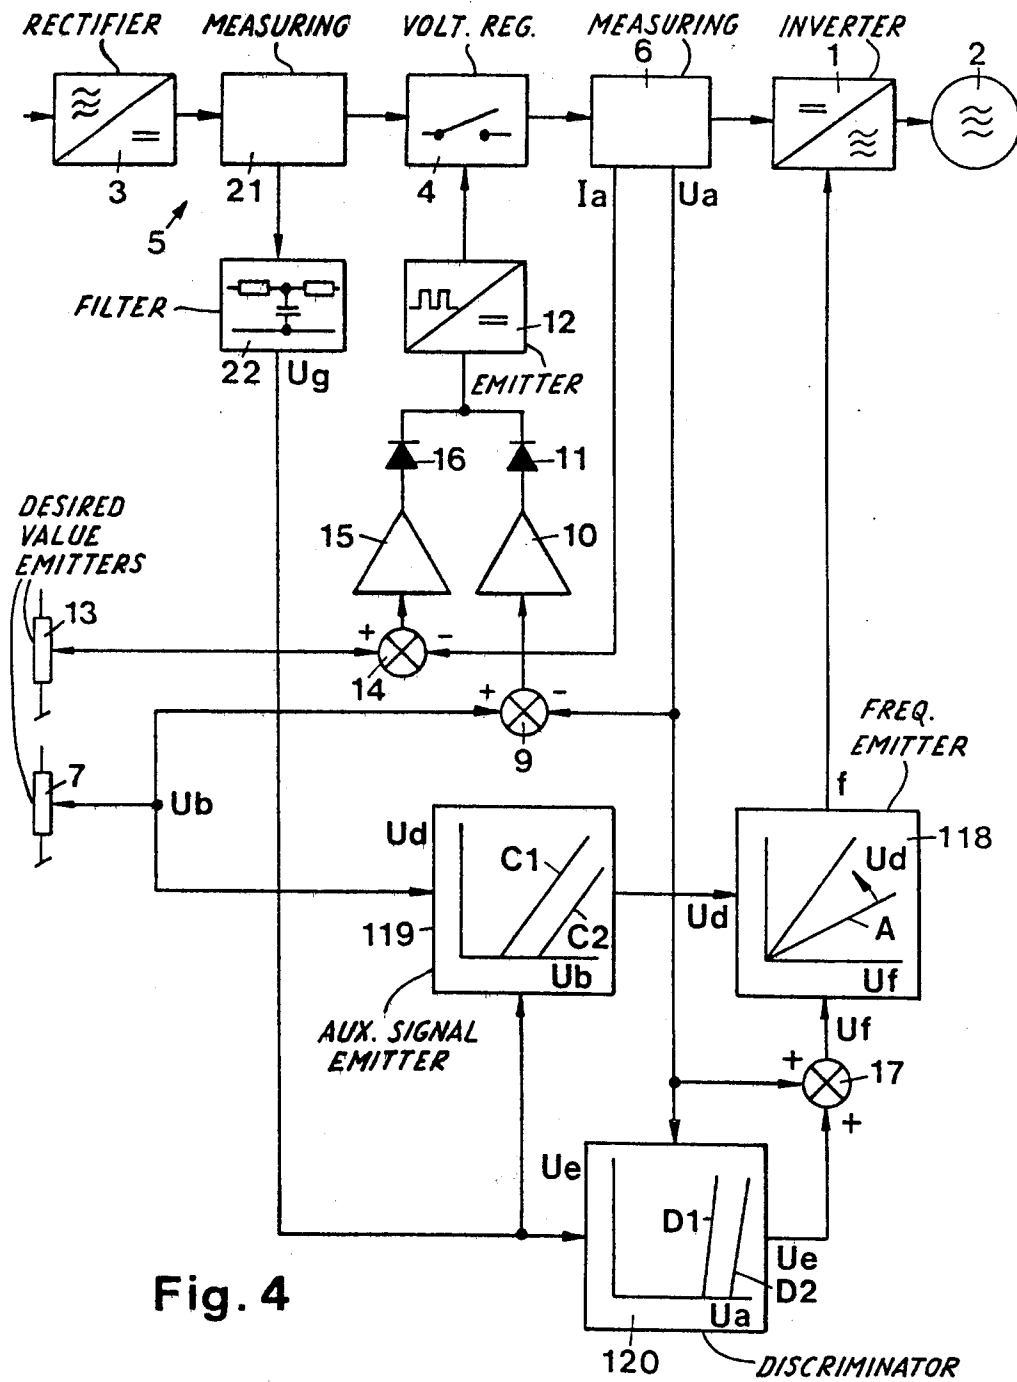 RECTIFIER MEASURING VOLT. REG. MEASURING INVERTER
6 1 2
3 21 4 Ia Ua
5
FILTER
12
22 Ug EMITTER
16 11
DESIRED
VALUE
EMITTERS
15 10
13
+ -
14
+ -
9
FREQ.
EMITTER
7
Ub
f
Ud C1 118
Ud
C2 A
119 Ud
Ub Uf
AUX. SIGNAL
EMITTER
Uf
+ 17
+
Ue
D1
Ue
D2
Ua
Fig. 4
120
DISCRIMINATOR